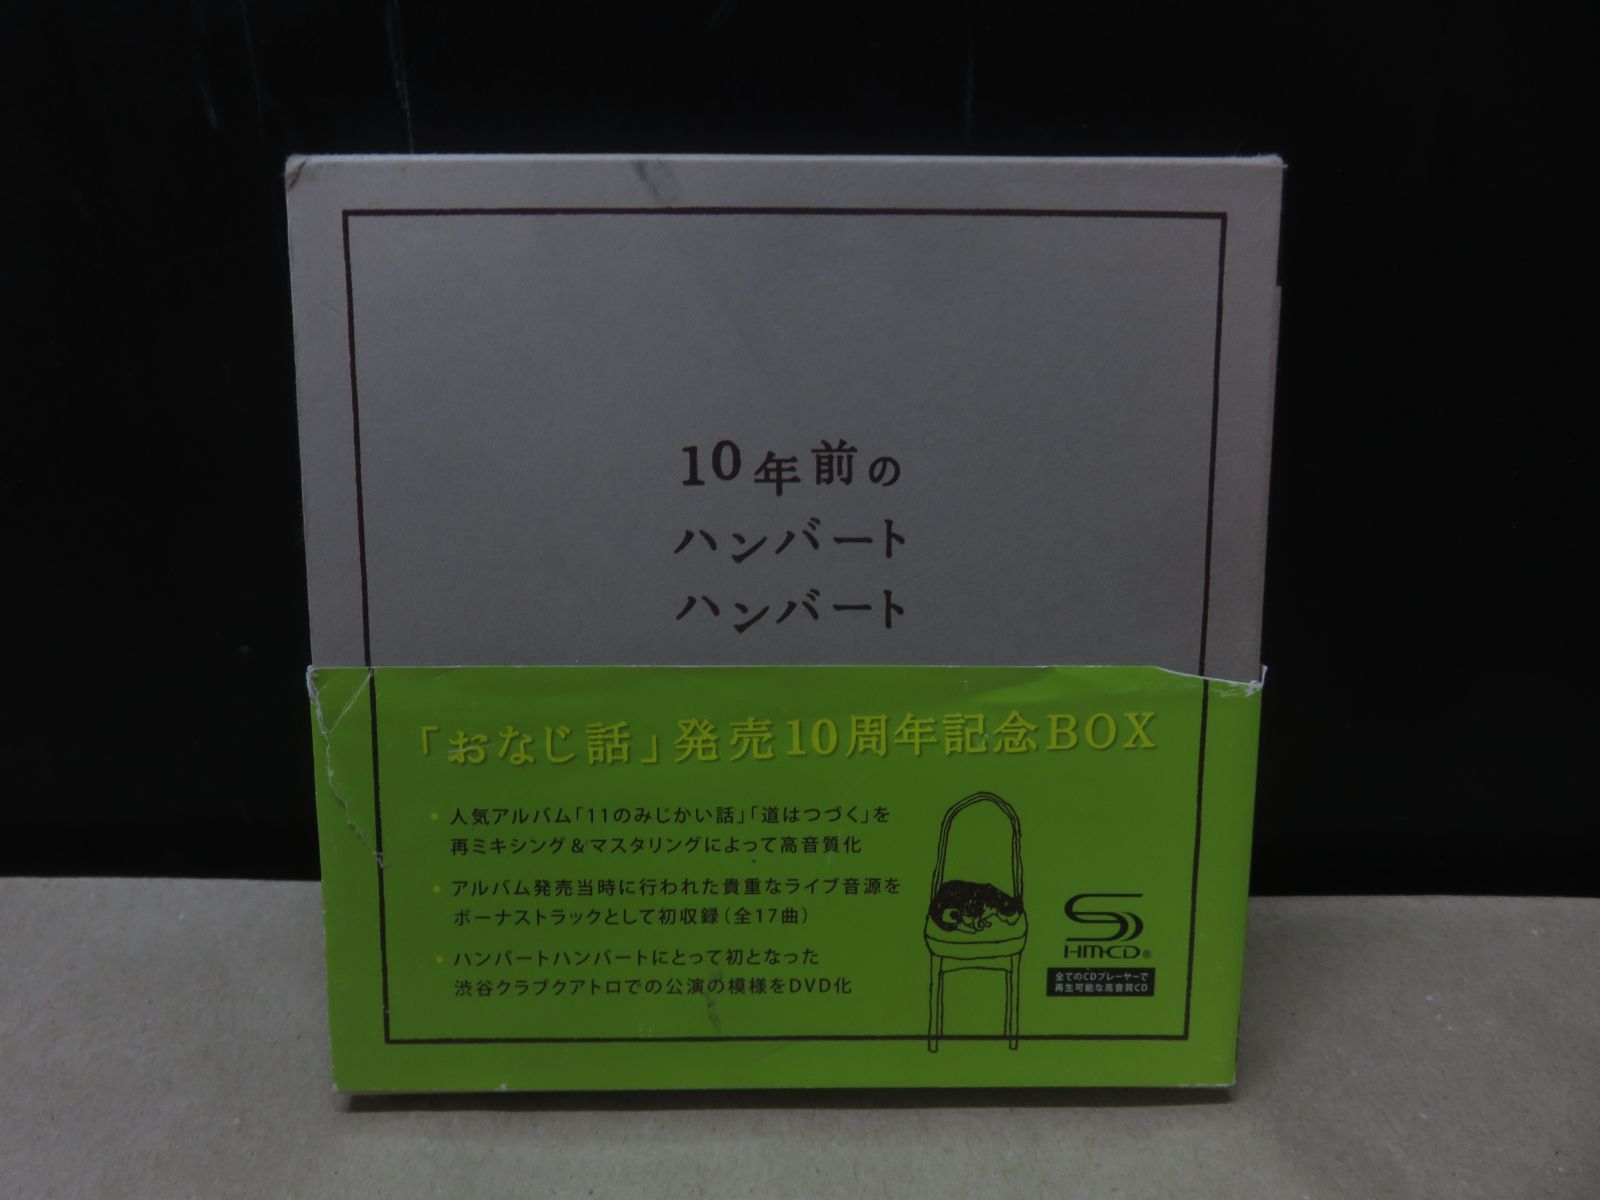 10年前の
ハンバート
ハンバート
「おなじ話」発売10周年記念BOX
• 人気アルバム「11のみじかい話」「道はつづく」を
再ミキシング&マスタリングによって高音質化
• アルバム発売当時に行われた貴重なライブ音源を
ボーナストラックとして初収録（全17曲）
• ハンバートハンバートにとって初となった
渋谷クラブクアトロでの公演の模様をDVD化
SHM-CD®
全てのCDプレーヤーで
再生可能な高音質CD